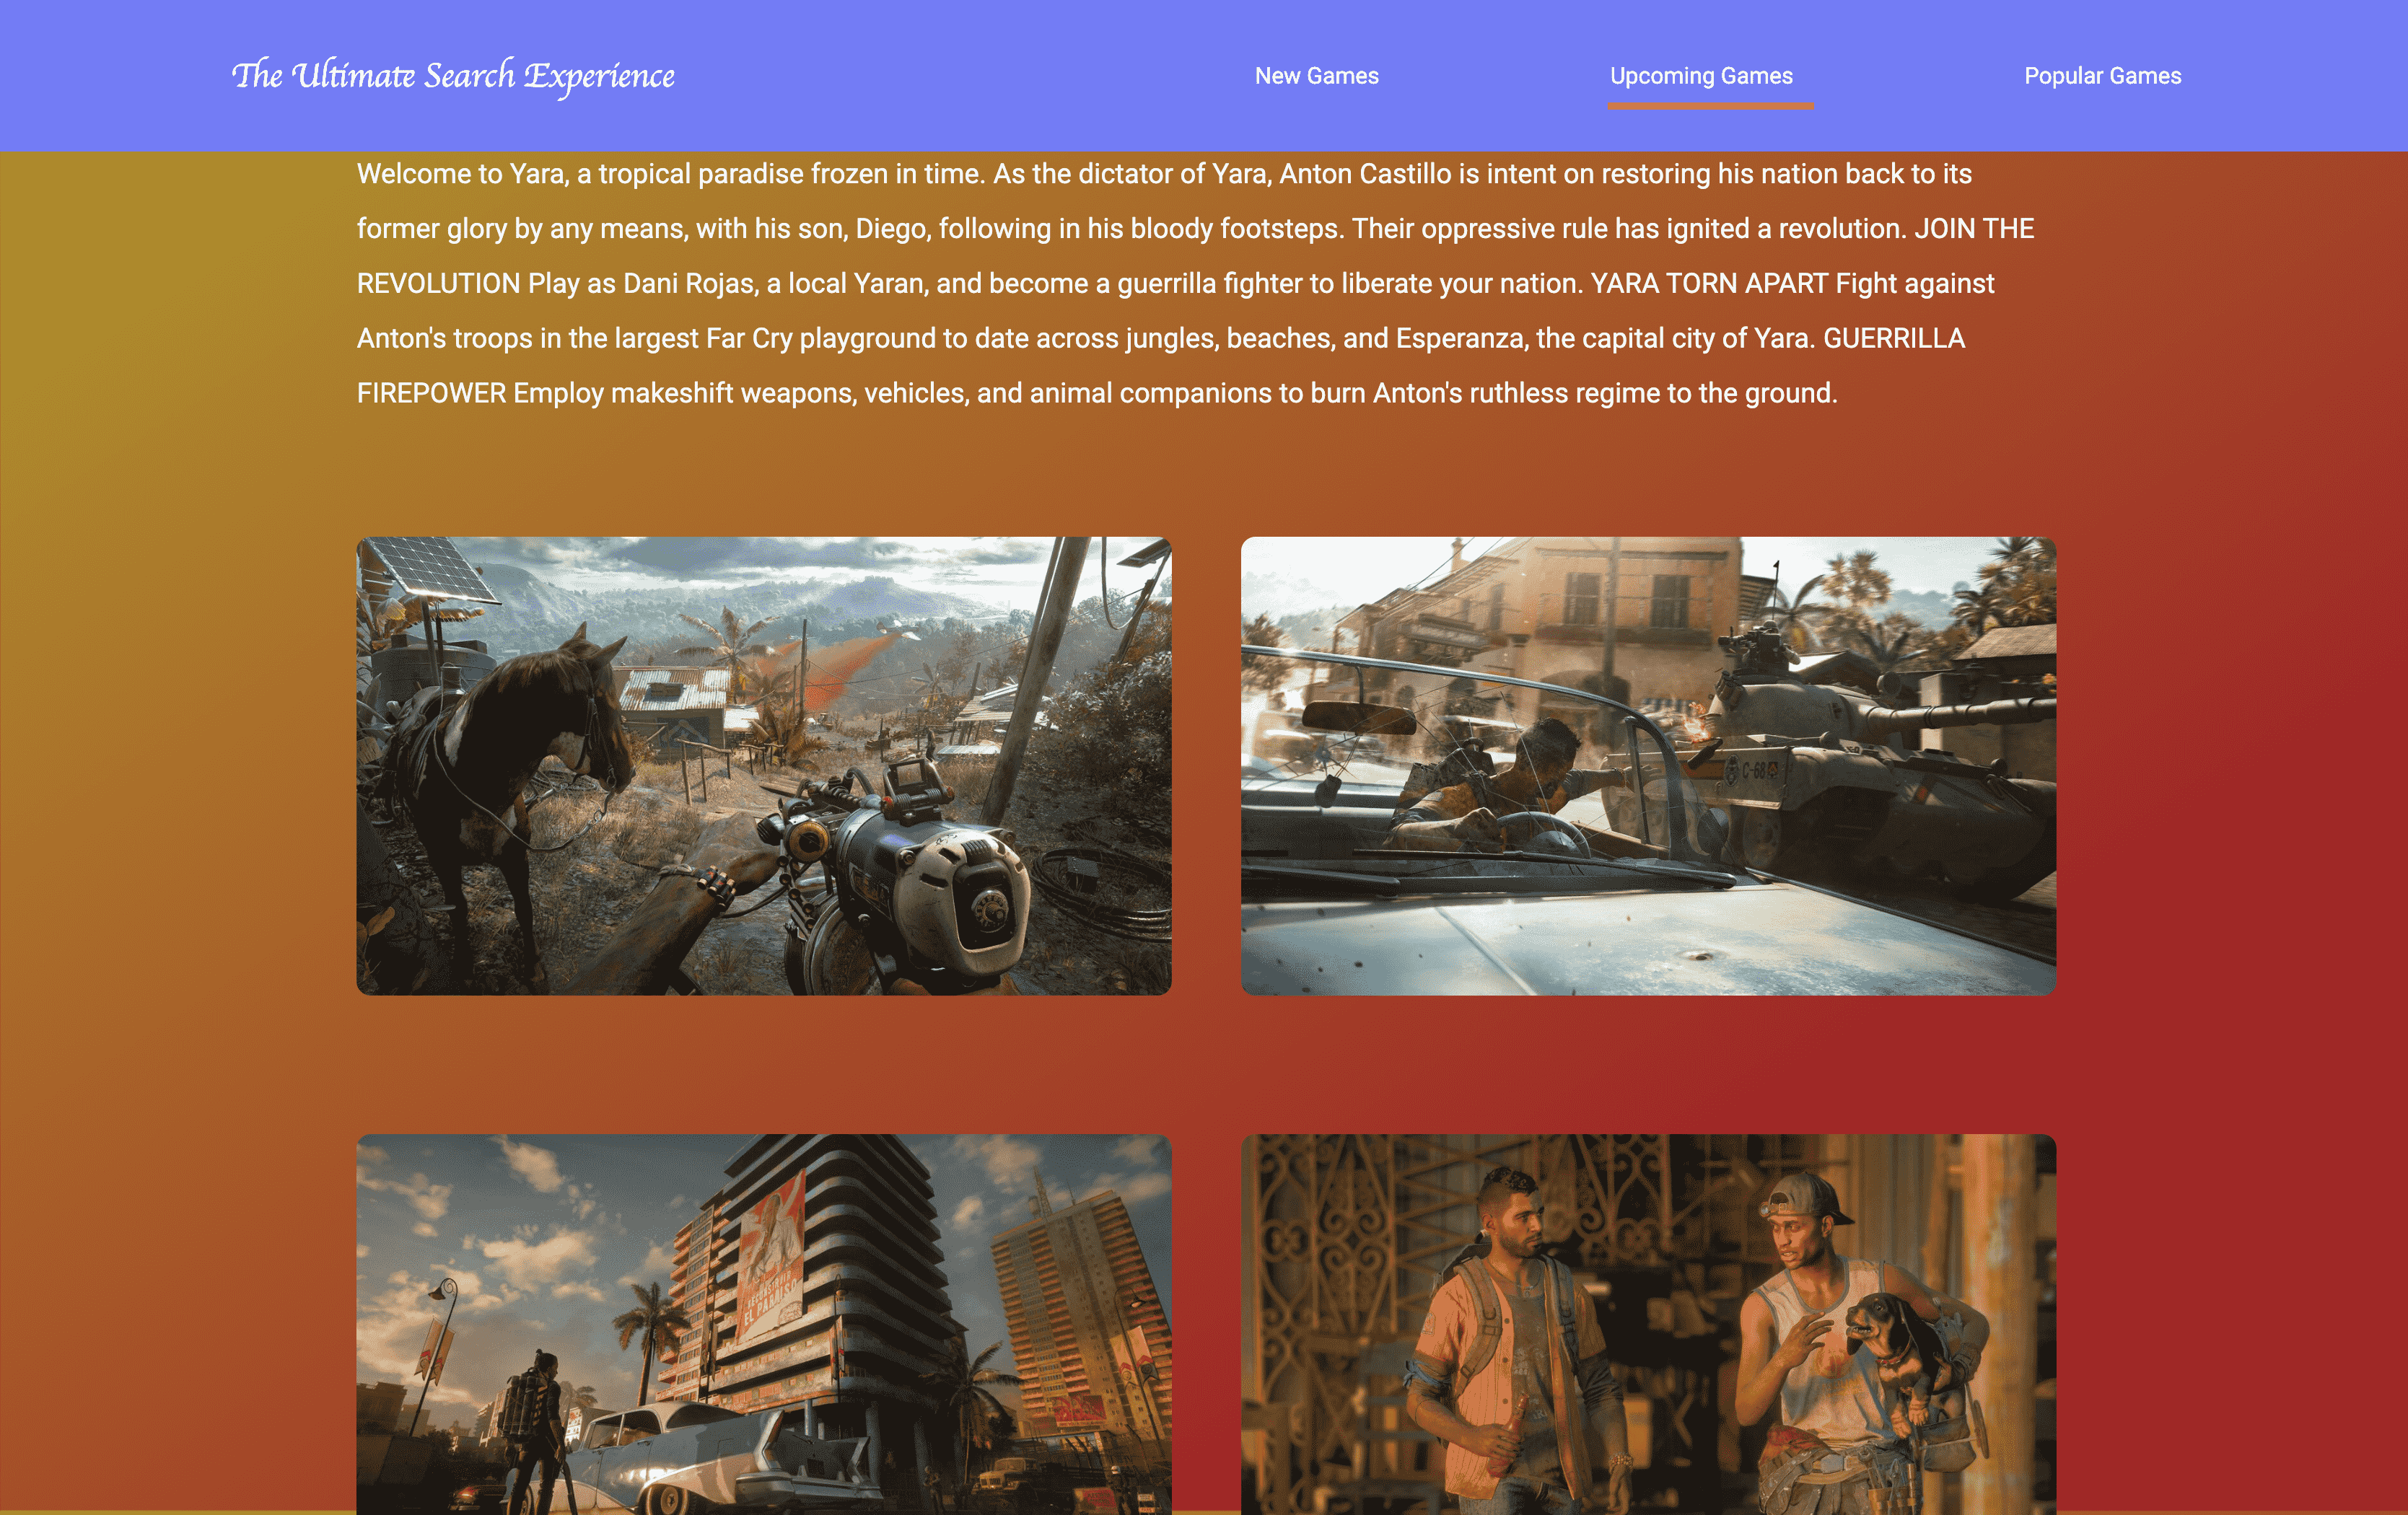 The Ultimate Search Experience
New Games
Upcoming Games
Popular Games
Welcome to Yara, a tropical paradise frozen in time. As the dictator of Yara, Anton Castillo is intent on restoring his nation back to its
former glory by any means, with his son, Diego, following in his bloody footsteps. Their oppressive rule has ignited a revolution. JOIN THE
REVOLUTION Play as Dani Rojas, a local Yaran, and become a guerrilla fighter to liberate your nation. YARA TORN APART Fight against
Anton's troops in the largest Far Cry playground to date across jungles, beaches, and Esperanza, the capital city of Yara. GUERRILLA
FIREPOWER Employ makeshift weapons, vehicles, and animal companions to burn Anton's ruthless regime to the ground.
C-68
EL PARAÍSO